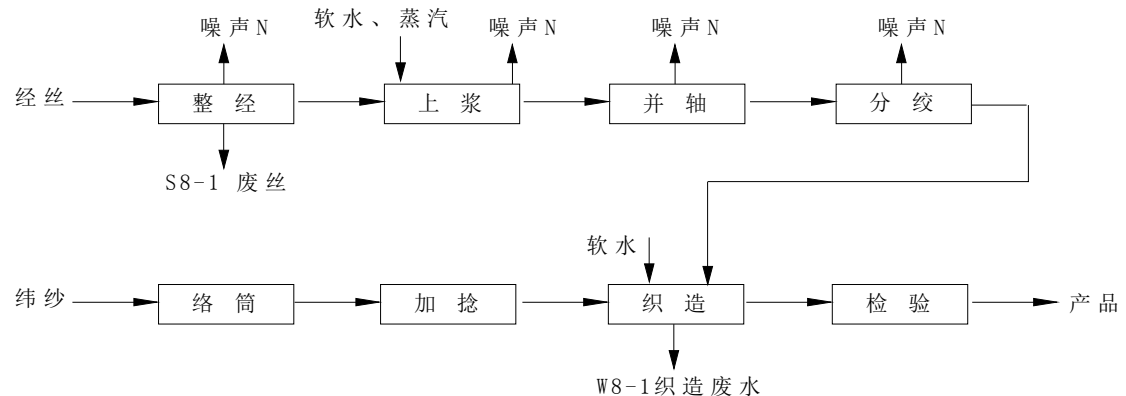 噪声N
软水、蒸汽
噪声N
噪声N
噪声N
经丝
整 经
上 浆
并 轴
分 绞
S8-1 废丝
软水
纬纱
络 筒
加 捻
织 造
检 验
产品
W8-1织造废水